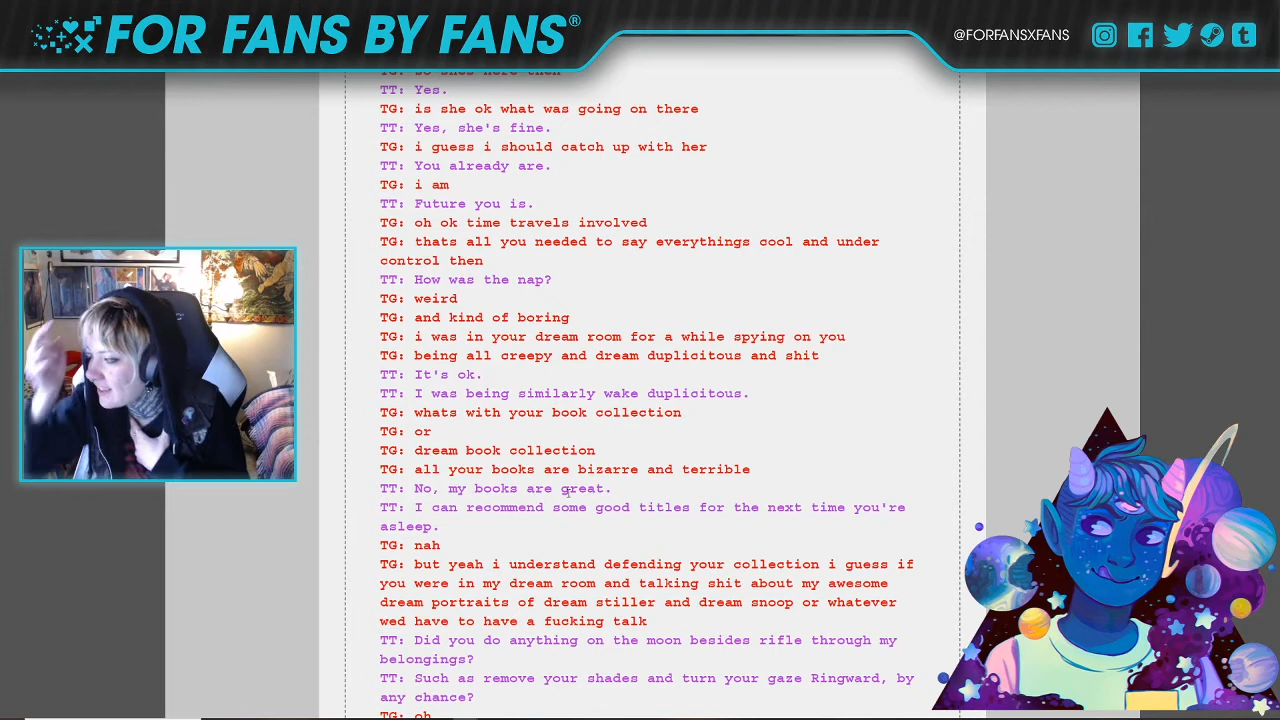 FOR FANS BY FANS®
@FORFANSXFANS
TG: so shes here then
TT: Yes.
TG: is she ok what was going on there
TT: Yes, she's fine.
TG: i guess i should catch up with her
TT: You already are.
TG: i am
TT: Future you is.
TG: oh ok time travels involved
TG: thats all you needed to say everythings cool and under
control then
TT: How was the nap?
TG: weird
TG: and kind of boring
TG: i was in your dream room for a while spying on you
TG: being all creepy and dream duplicitous and shit
TT: It's ok.
TT: I was being similarly wake duplicitous.
TG: whats with your book collection
TG: or
TG: dream book collection
TG: all your books are bizarre and terrible
TT: No, my books are great.
TT: I can recommend some good titles for the next time you're
asleep.
TG: nah
TG: but yeah i understand defending your collection i guess if
you were in my dream room and talking shit about my awesome
dream portraits of dream stiller and dream snoop or whatever
wed have to have a fucking talk
TT: Did you do anything on the moon besides rifle through my
belongings?
TT: Such as remove your shades and turn your gaze Ringward, by
any chance?
TG: oh